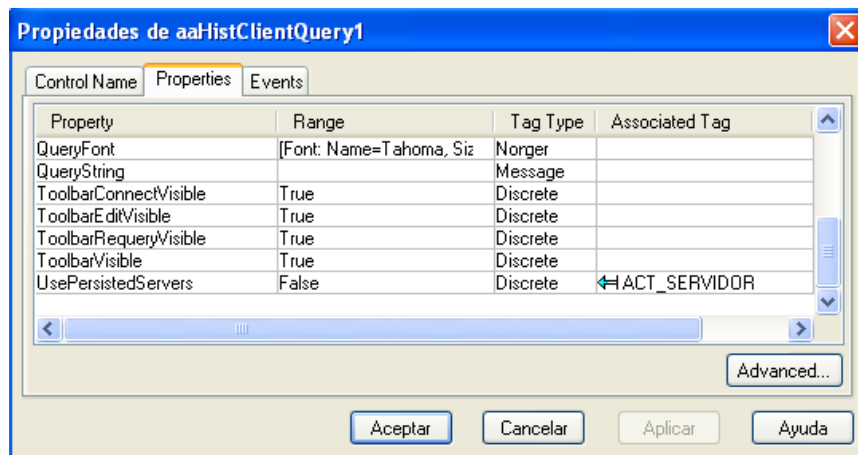 Propiedades de aaHistClientQuery1
Control Name Properties Events
Property Range Tag Type Associated Tag
QueryFont [Font: Name=Tahoma, Siz Norger
QueryString Message
ToolbarConnectVisible True Discrete
ToolbarEditVisible True Discrete
ToolbarRequeryVisible True Discrete
ToolbarVisible True Discrete
UsePersistedServers False Discrete ACT_SERVIDOR
Advanced...
Aceptar Cancelar Aplicar Ayuda